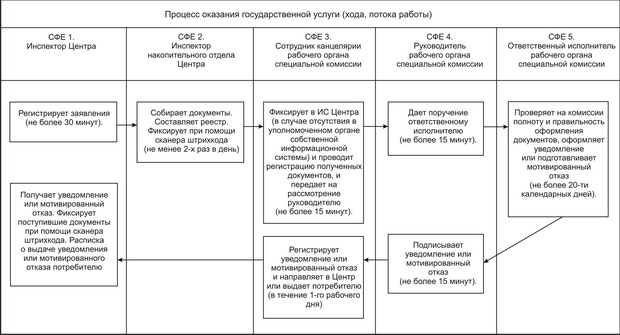 Процесс оказания государственной услуги (хода, потока работы)
СФЕ 1.
Инспектор Центра
СФЕ 2.
Инспектор
накопительного отдела
Центра
СФЕ 3.
Сотрудник канцелярии
рабочего органа
специальной комиссии
СФЕ 4.
Руководитель
рабочего органа
специальной комиссии
СФЕ 5.
Ответственный исполнитель
рабочего органа
специальной комиссии
Регистрирует заявления
(не более 30 минут).
Собирает документы.
Составляет реестр.
Фиксирует при помощи
сканера штрихкода
(не менее 2-х раз в день)
Фиксирует в ИС Центра
(в случае отсутствия в
уполномоченном органе
собственной
информационной
системы) и проводит
регистрацию полученных
документов, и
передает на
рассмотрение
руководителю
(не более 15 минут).
Дает поручение
ответственному
исполнителю
(не более 15 минут).
Проверяет на комиссии
полноту и правильность
оформления
документов, оформляет
уведомление
или подготавливает
мотивированный
отказ
(не более 20-ти
календарных дней).
Получает уведомление
или мотивированный
отказ. Фиксирует
поступившие документы
при помощи сканера
штрихкода. Расписка
о выдаче уведомления
или мотивированного
отказа потребителю
Регистрирует
уведомление или
мотивированный отказ
и направляет в Центр
или выдает потребителю
(в течение 1-го рабочего
дня)
Подписывает
уведомление или
мотивированный
отказ
(не более 15 минут).